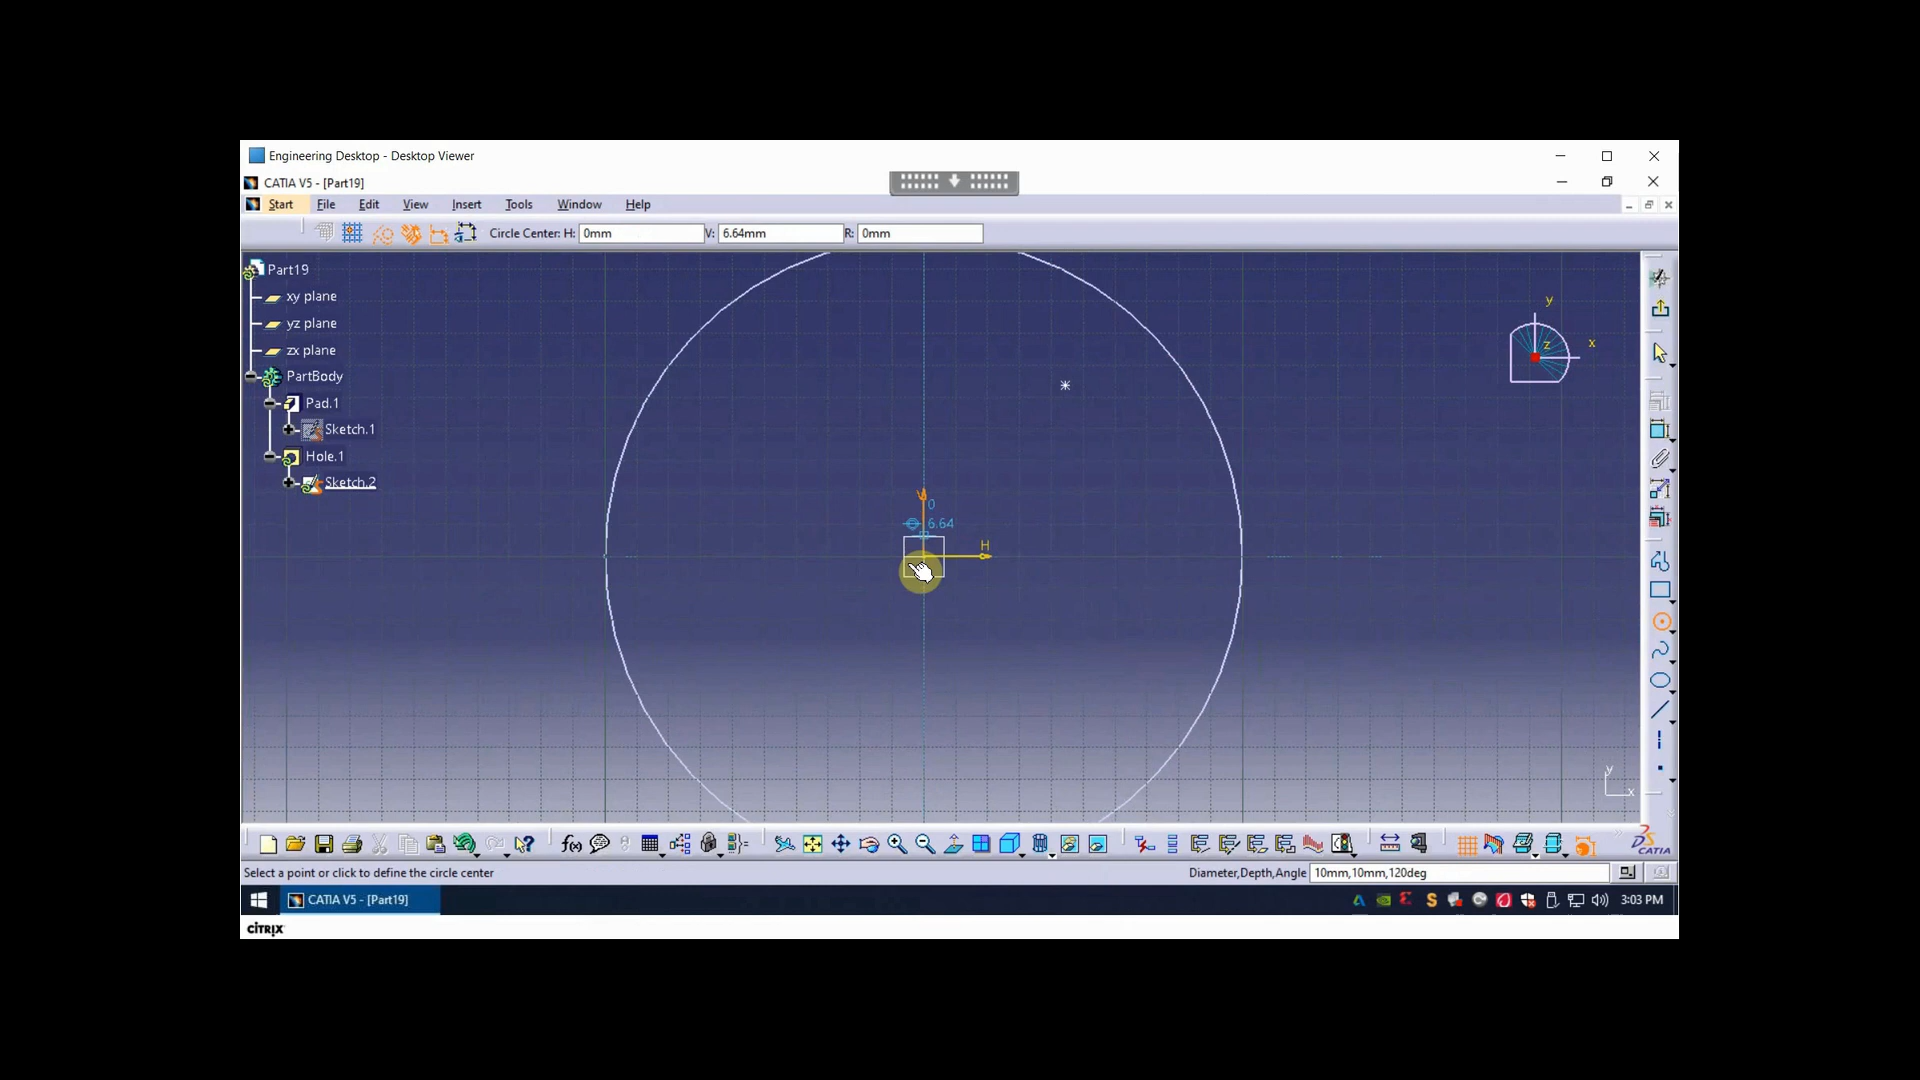 Engineering Desktop - Desktop Viewer
CATIA V5 - [Part19]
Start File Edit View Insert Tools Window Help
Circle Center: H: 0mm V: 6.64mm R: 0mm
Part19
xy plane
yz plane
zx plane
PartBody
Pad.1
Sketch.1
Hole.1
Sketch.2
y
x
z
V
0
6.64
H
y
x
f(x)
CATIA
Select a point or click to define the circle center
Diameter,Depth,Angle 10mm,10mm,120deg
CATIA V5 - [Part19]
3:03 PM
CİTRIX